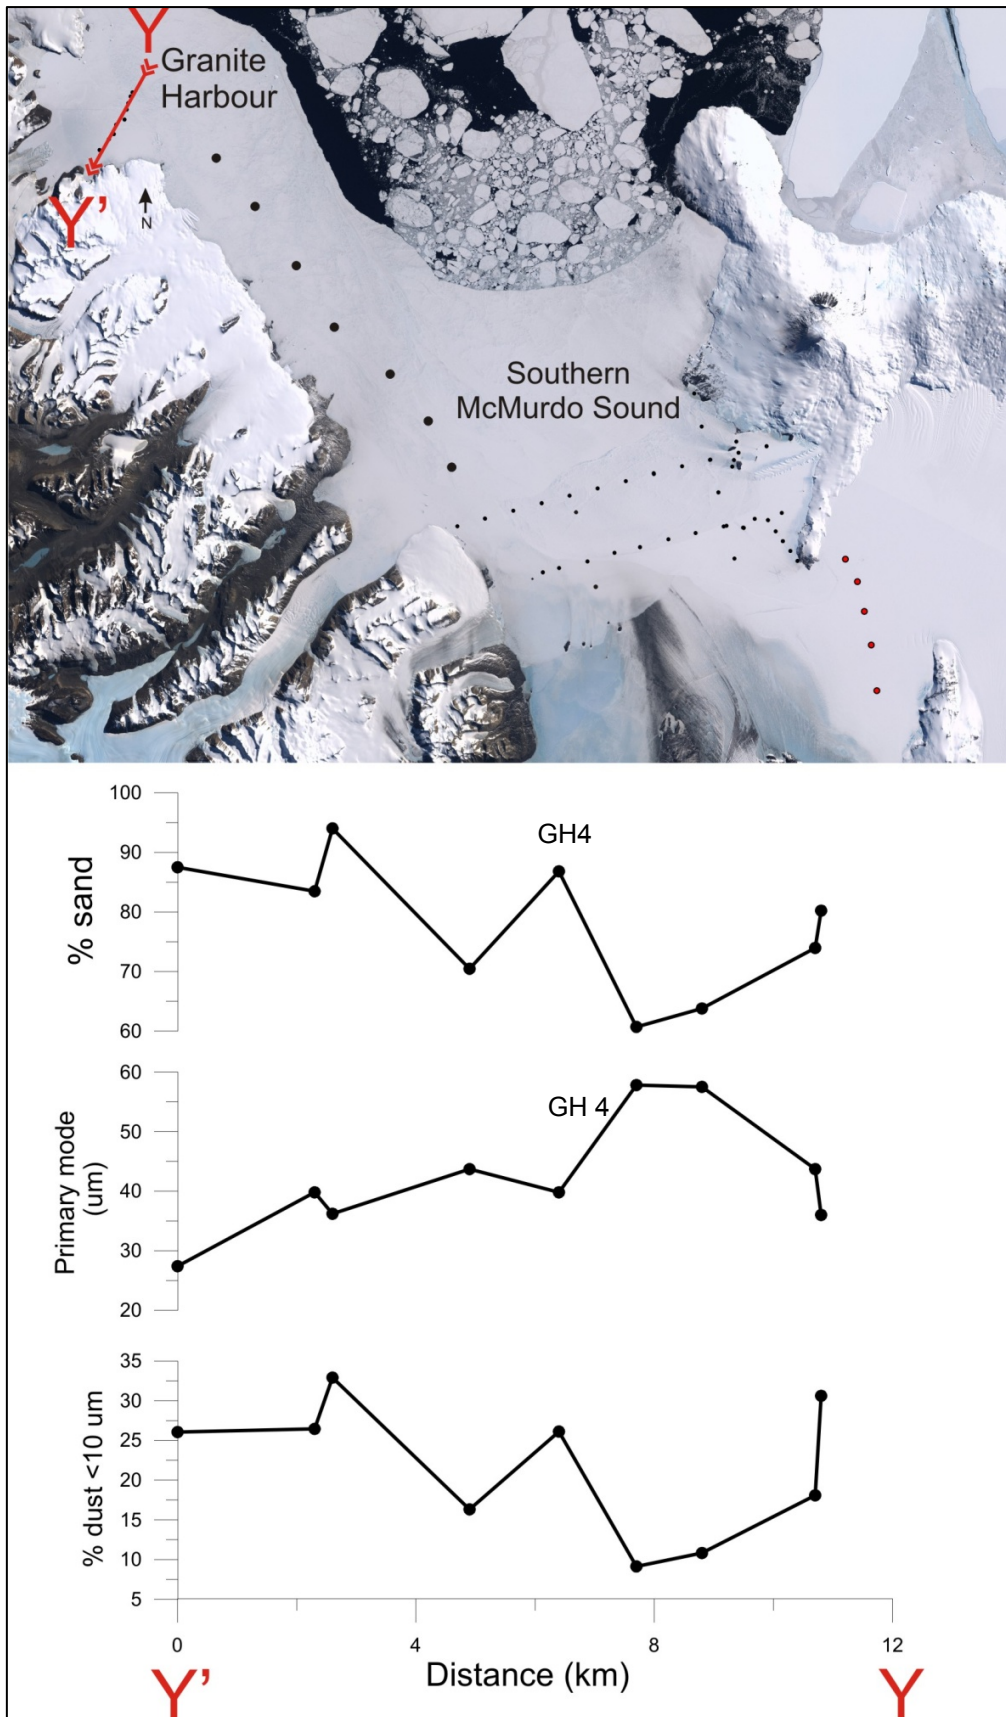 Y
Granite
Harbour
Y’
N
Southern
McMurdo Sound
100
90
80
70
60
% sand
GH4
60
50
40
30
20
Primary mode
(um)
GH 4
35
30
25
20
15
10
5
% dust <10 um
0 4 8 12
Y’ Distance (km) Y